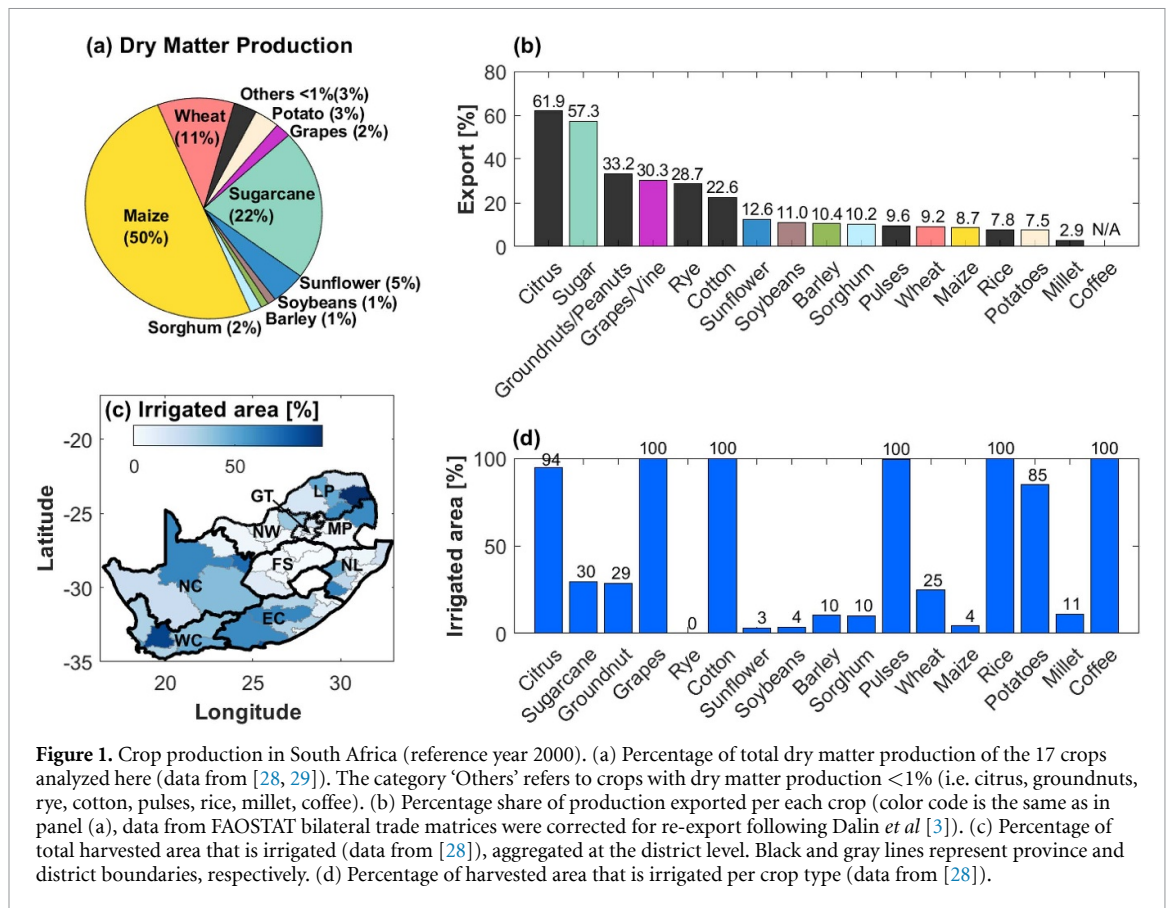 (a) Dry Matter Production
Others <1%(3%)
Potato (3%)
Grapes (2%)
Wheat
(11%)
Sugarcane
(22%)
Maize
(50%)
Sunflower (5%)
Soybeans (1%)
Barley (1%)
Sorghum (2%)
(b)
Export [%]
80
60
40
20
0
61.9
57.3
33.2
30.3
28.7
22.6
12.6
11.0
10.4
10.2
9.6
9.2
8.7
7.8
7.5
2.9
N/A
Citrus
Sugar
Groundnuts/Peanuts
Grapes/Vine
Rye
Cotton
Sunflower
Soybeans
Barley
Sorghum
Pulses
Wheat
Maize
Rice
Potatoes
Millet
Coffee
(c) Irrigated area [%]
0 50
Latitude
-20
-25
-30
-35
20 25 30
Longitude
LP
GT
NW
MP
FS
NL
NC
EC
WC
(d)
Irrigated area [%]
100
50
0
94
30
29
100
0
100
3
4
10
10
100
25
4
100
85
11
100
Citrus
Sugarcane
Groundnut
Grapes
Rye
Cotton
Sunflower
Soybeans
Barley
Sorghum
Pulses
Wheat
Maize
Rice
Potatoes
Millet
Coffee
Figure 1. Crop production in South Africa (reference year 2000). (a) Percentage of total dry matter production of the 17 crops
analyzed here (data from [28, 29]). The category ‘Others’ refers to crops with dry matter production <1% (i.e. citrus, groundnuts,
rye, cotton, pulses, rice, millet, coffee). (b) Percentage share of production exported per each crop (color code is the same as in
panel (a), data from FAOSTAT bilateral trade matrices were corrected for re-export following Dalin et al [3]). (c) Percentage of
total harvested area that is irrigated (data from [28]), aggregated at the district level. Black and gray lines represent province and
district boundaries, respectively. (d) Percentage of harvested area that is irrigated per crop type (data from [28]).